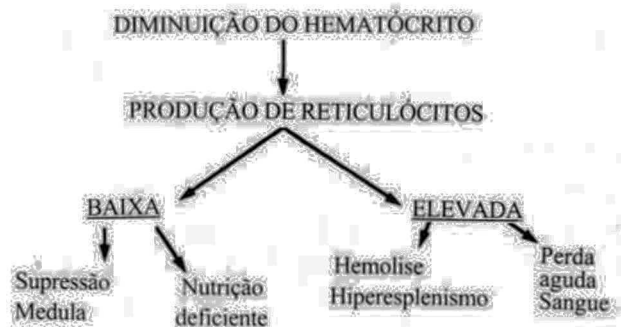 DIMINUIÇÃO DO HEMATÓCRITO
PRODUÇÃO DE RETICULÓCITOS
BAIXA
ELEVADA
Supressão
Medula
Nutrição
deficiente
Hemolise
Hiperesplenismo
Perda
aguda
Sangue